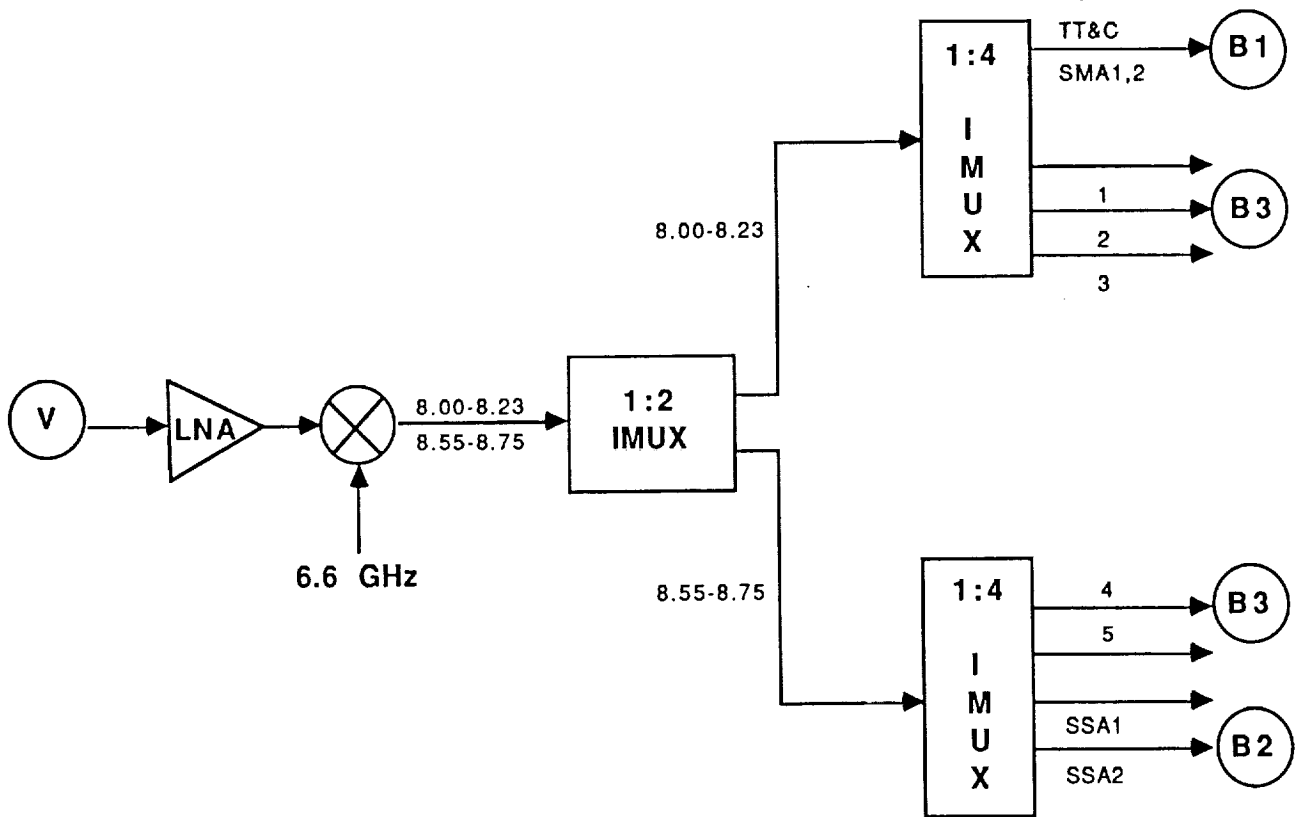 TT&C
SMA1,2
B1
1:4
I
M
U
X
1
2
3
B3
8.00-8.23
V
LNA
8.00-8.23
8.55-8.75
6.6 GHz
1:2
IMUX
8.55-8.75
1:4
I
M
U
X
4
5
B3
SSA1
SSA2
B2